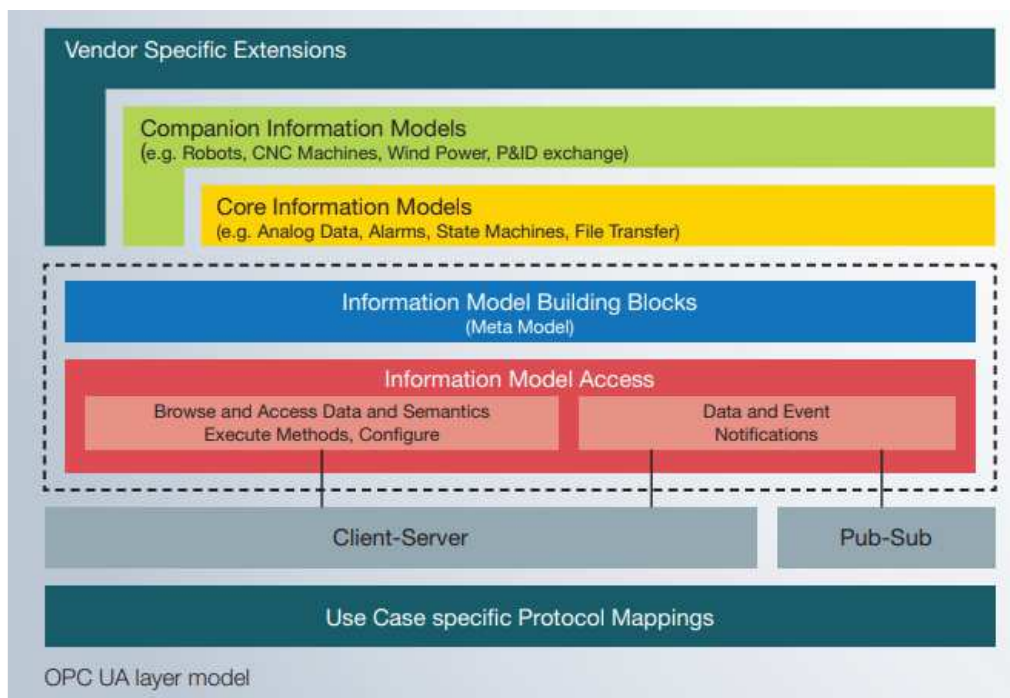 Vendor Specific Extensions
Companion Information Models
(e.g. Robots, CNC Machines, Wind Power, P&ID exchange)
Core Information Models
(e.g. Analog Data, Alarms, State Machines, File Transfer)
Information Model Building Blocks
(Meta Model)
Information Model Access
Browse and Access Data and Semantics
Execute Methods, Configure
Data and Event
Notifications
Client-Server
Pub-Sub
Use Case specific Protocol Mappings
OPC UA layer model